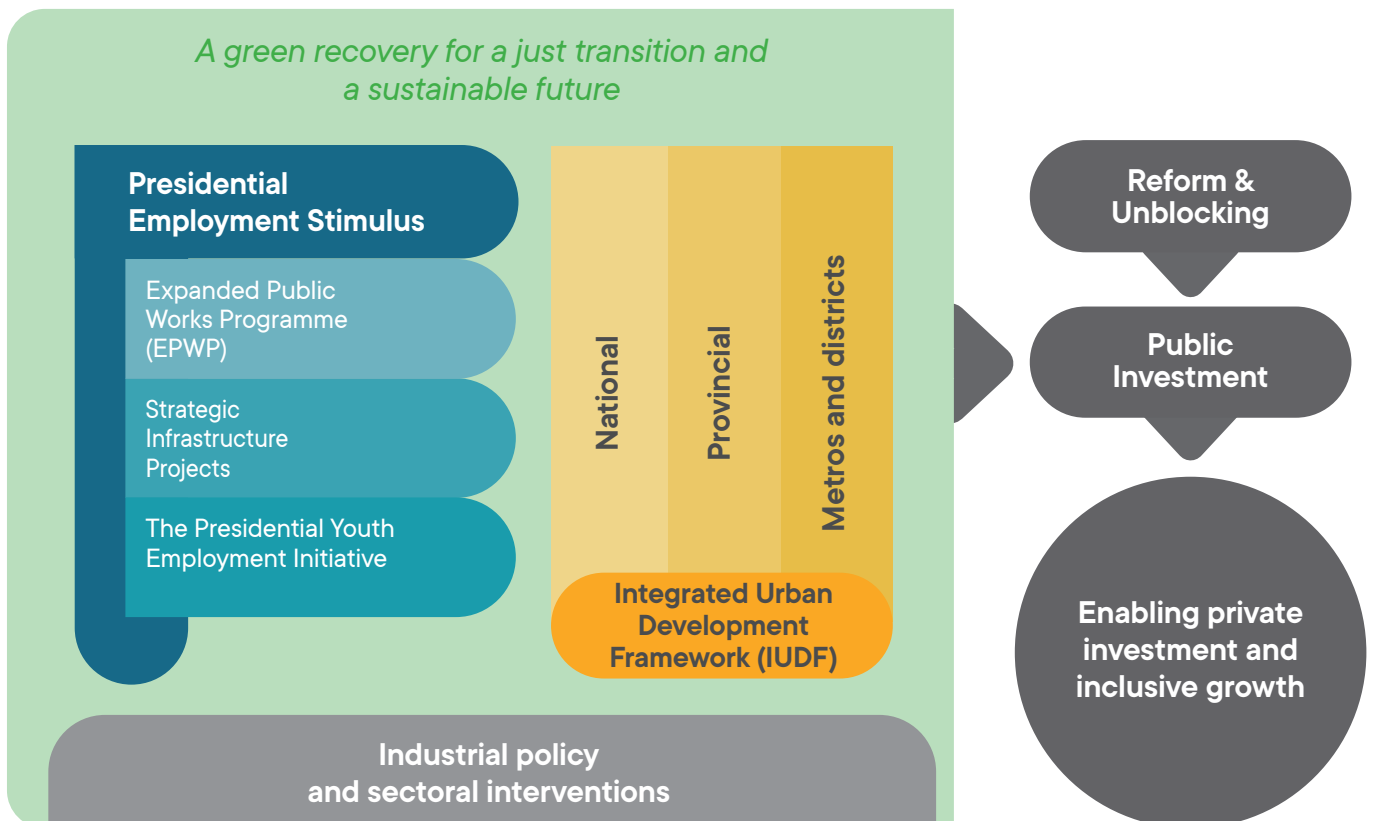 A green recovery for a just transition and
a sustainable future
Presidential
Employment Stimulus
Expanded Public
Works Programme
(EPWP)
Strategic
Infrastructure
Projects
The Presidential Youth
Employment Initiative
National
Provincial
Metros and districts
Integrated Urban
Development
Framework (IUDF)
Industrial policy
and sectoral interventions
Reform &
Unblocking
Public
Investment
Enabling private
investment and
inclusive growth